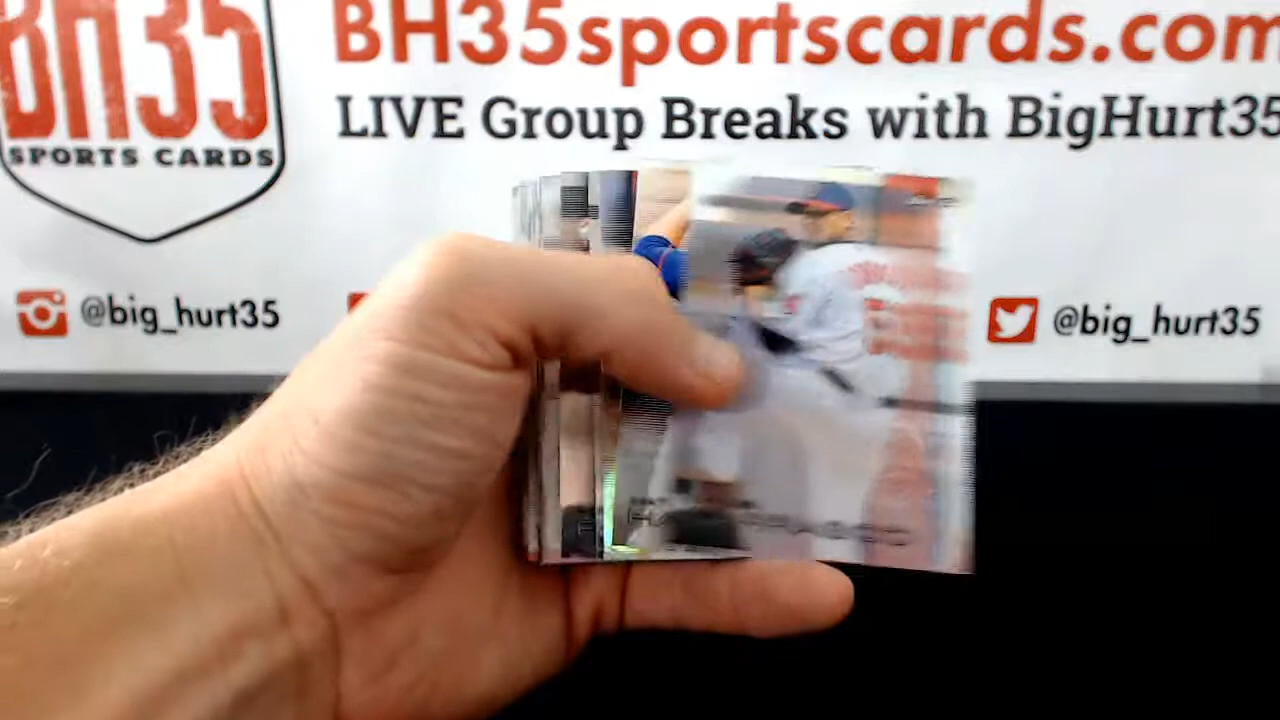 BH35
SPORTS CARDS
BH35sportscards.com
LIVE Group Breaks with BigHurt35
@big_hurt35
@big_hurt35